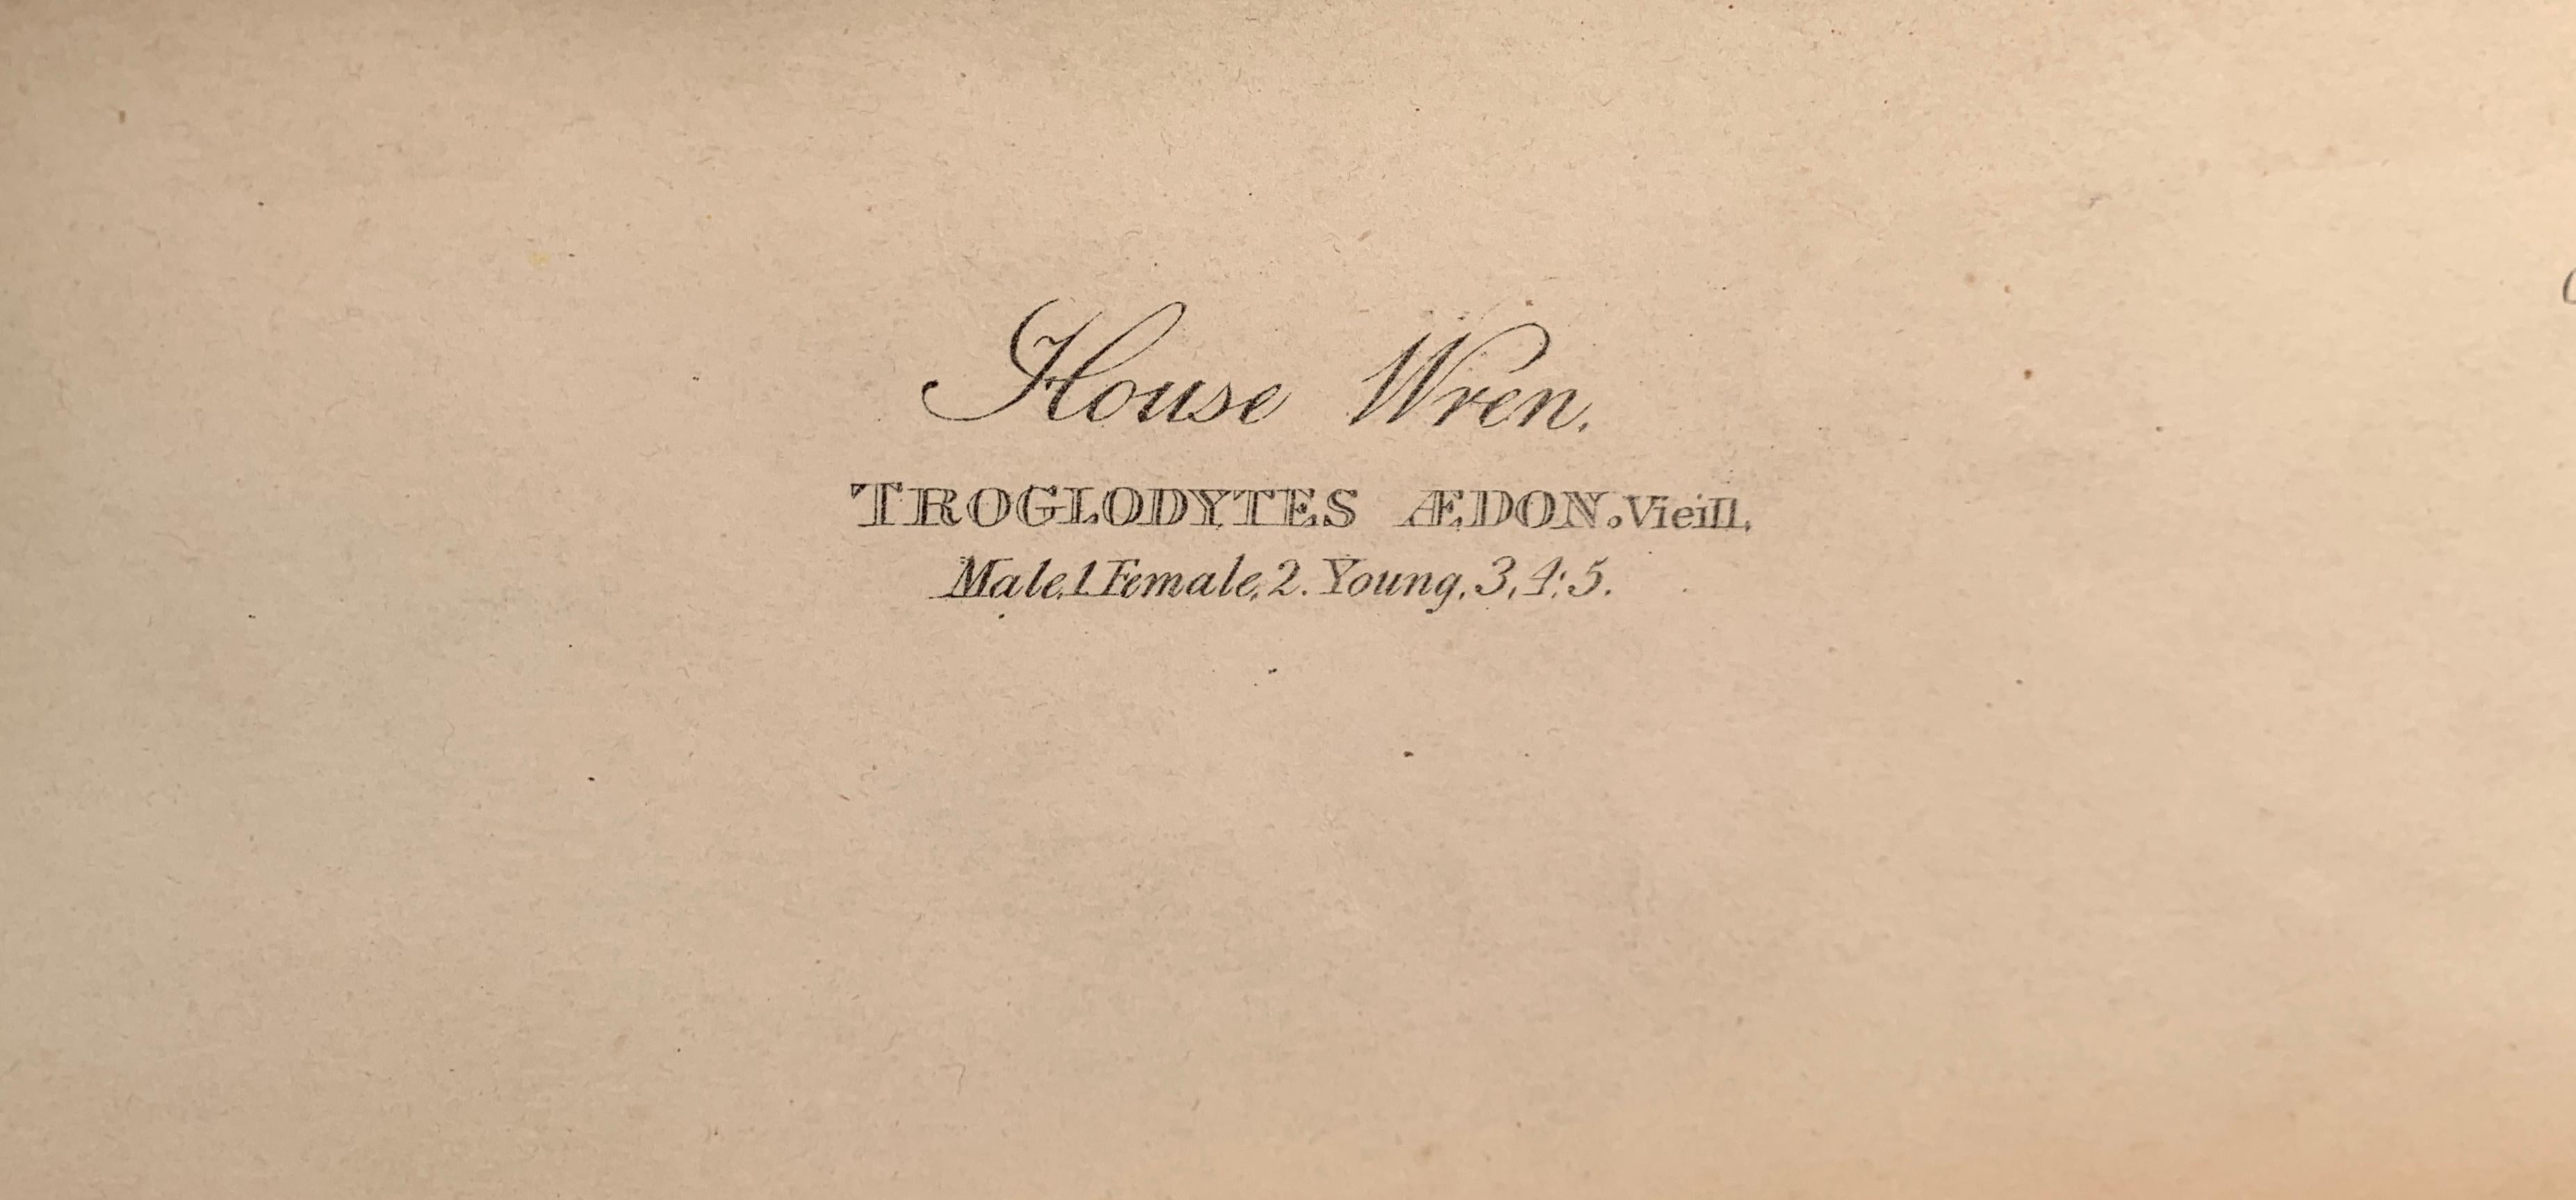 House Wren.
TROGLODYTES ÆDON. Vieill.
Male, 1. Female, 2. Young, 3, 4, 5.